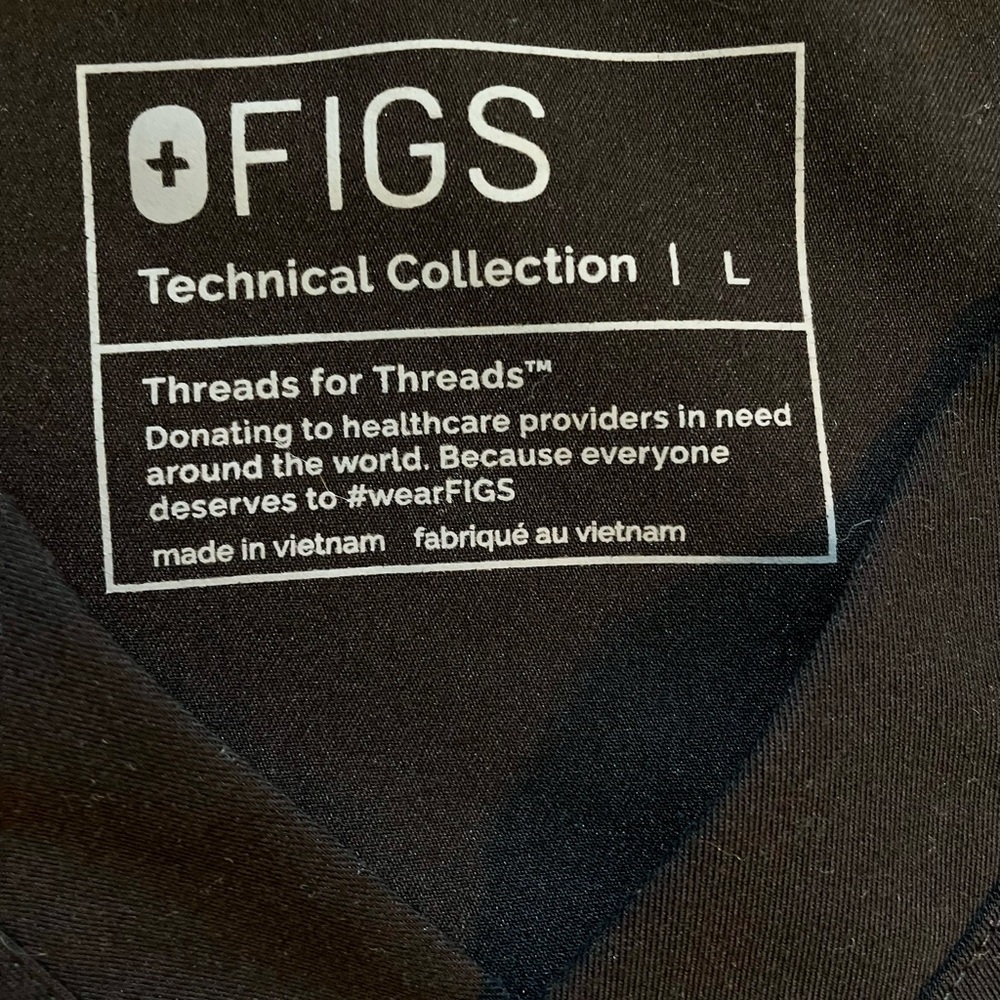 +FIGS
Technical Collection | L
Threads for Threads™
Donating to healthcare providers in need
around the world. Because everyone
deserves to #wearFIGS
made in vietnam fabriqué au vietnam